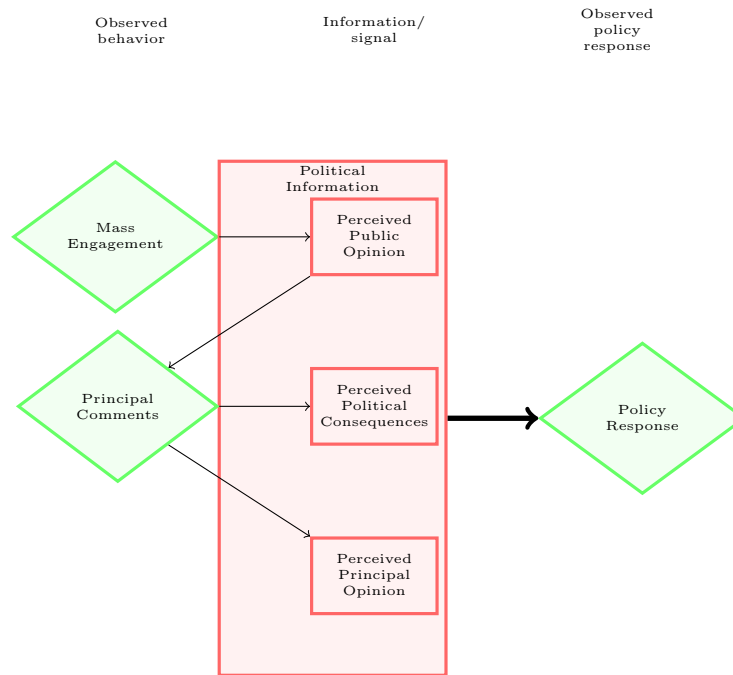 Observed
behavior
Information/
signal
Observed
policy
response
Political
Information
Mass
Engagement
Perceived
Public
Opinion
Principal
Comments
Perceived
Political
Consequences
Policy
Response
Perceived
Principal
Opinion